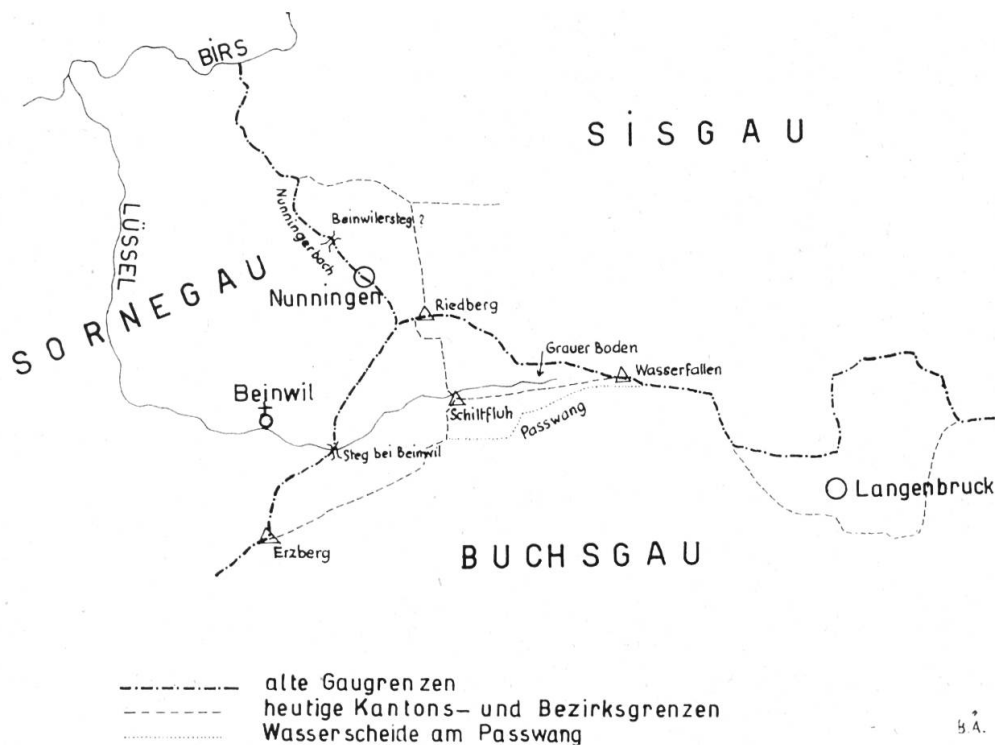 BIRS
SISGAU
LÜSSEL
Nunningerbach
Beinwilersteg ?
SORNEGAU
Nunningen
Riedberg
Grauer Boden
Wasserfallen
Beinwil
Schiltfluh
Passwang
Steg bei Beinwil
Langenbruck
Erzberg
BUCHSGAU
alte Gaugrenzen
heutige Kantons- und Bezirksgrenzen
Wasserscheide am Passwang
B.A.